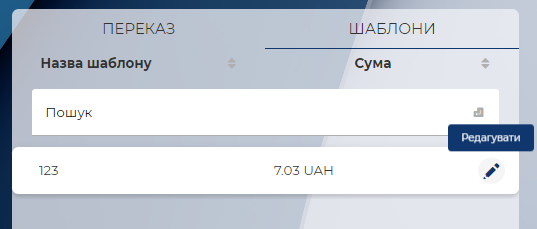 ПЕРЕКАЗ ШАБЛОНИ
Назва шаблону Сума
Пошук
Редагувати
123 7.03 UAH